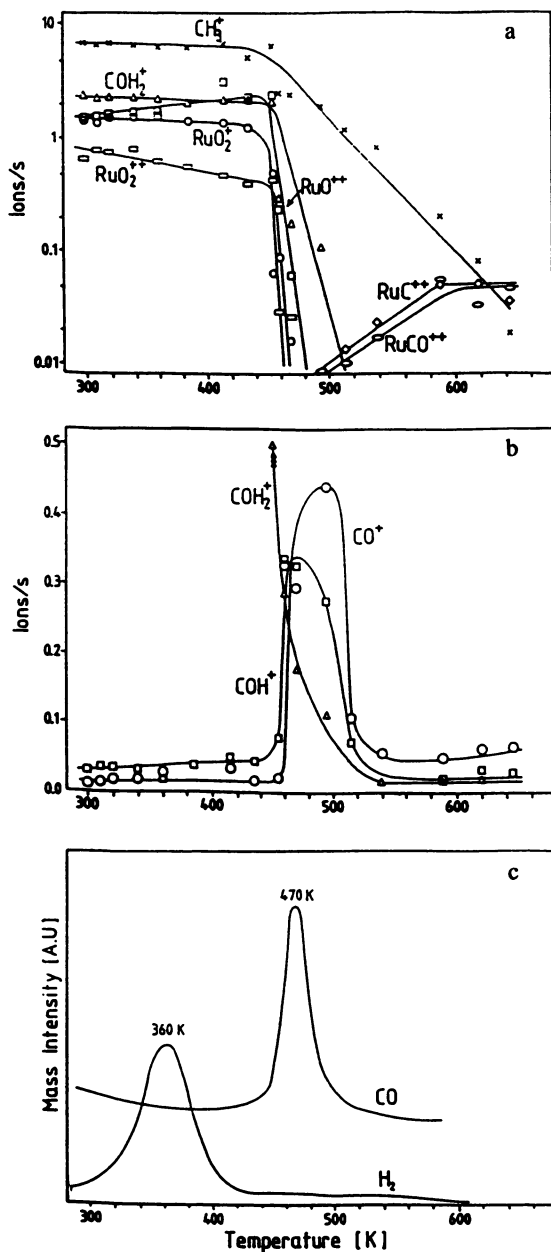 a
10
1
0.1
0.01
Ions/s
CH₃⁺
COH₂⁺
RuO₂⁺
RuO₂⁺⁺
RuO⁺⁺
RuC⁺⁺
RuCO⁺⁺
300
400
500
600
b
0.5
0.4
0.3
0.2
0.1
0.0
Ions/s
COH₂⁺
CO⁺
COH⁺
300
400
500
600
c
Mass Intensity [A.U]
470 K
360 K
CO
H₂
300
400
500
600
Temperature [K]